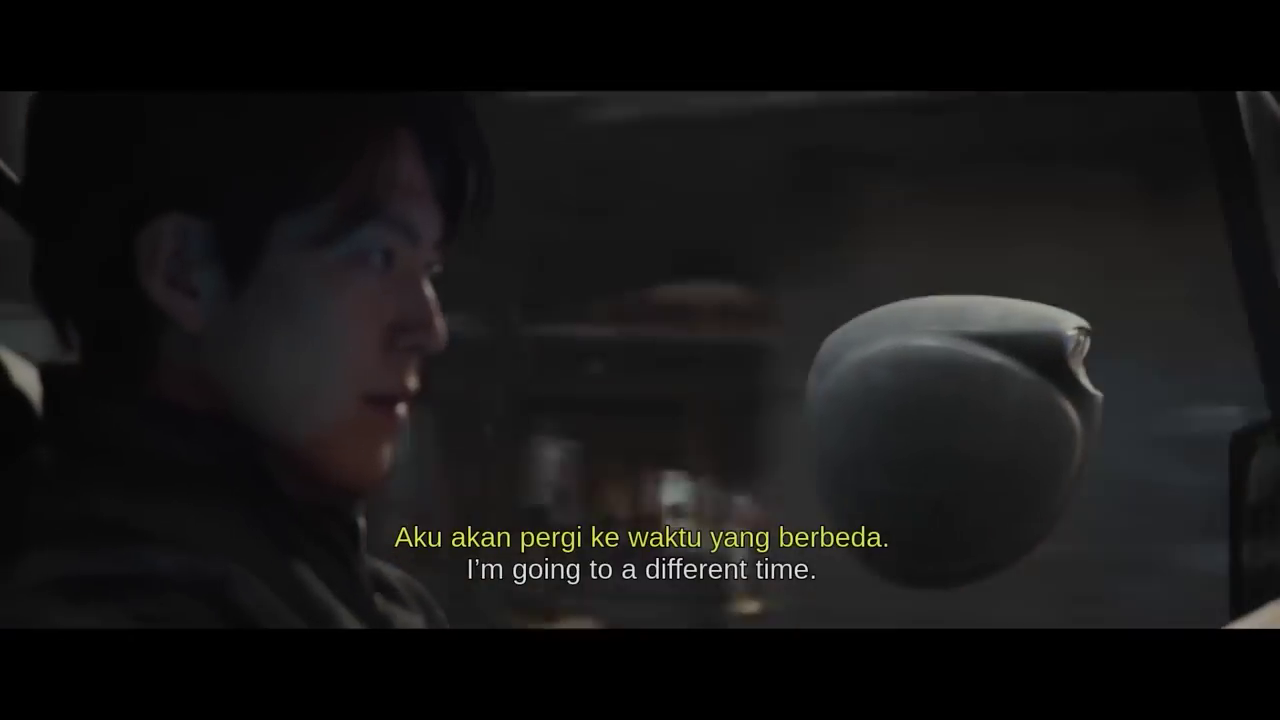 Aku akan pergi ke waktu yang berbeda.
I'm going to a different time.